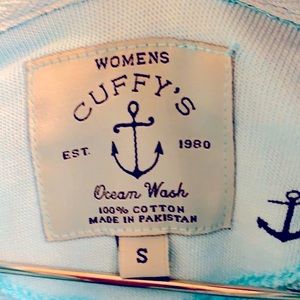 WOMENS
CUFFY'S
EST. 1980
Ocean Wash
100% COTTON
MADE IN PAKISTAN
S